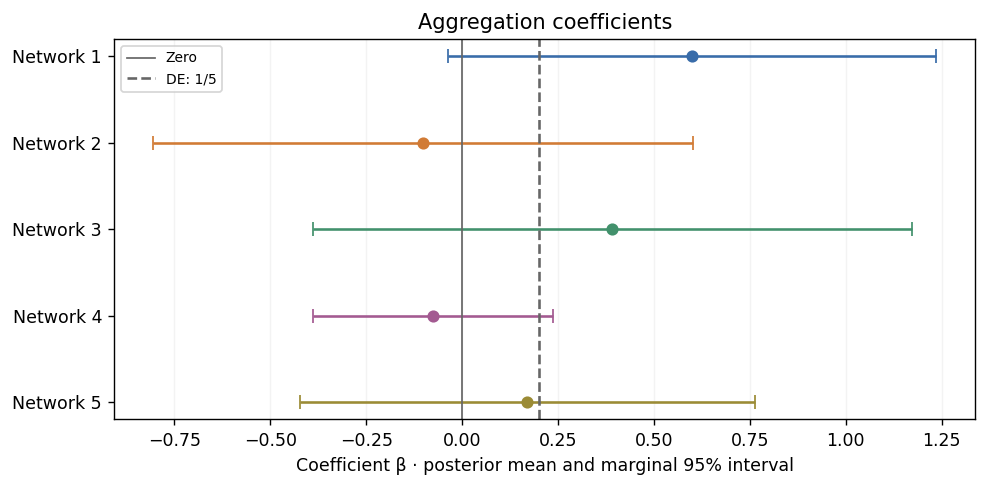 Aggregation coefficients
Zero
DE: 1/5
Network 1
Network 2
Network 3
Network 4
Network 5
−0.75 −0.50 −0.25 0.00 0.25 0.50 0.75 1.00 1.25
Coefficient β · posterior mean and marginal 95% interval